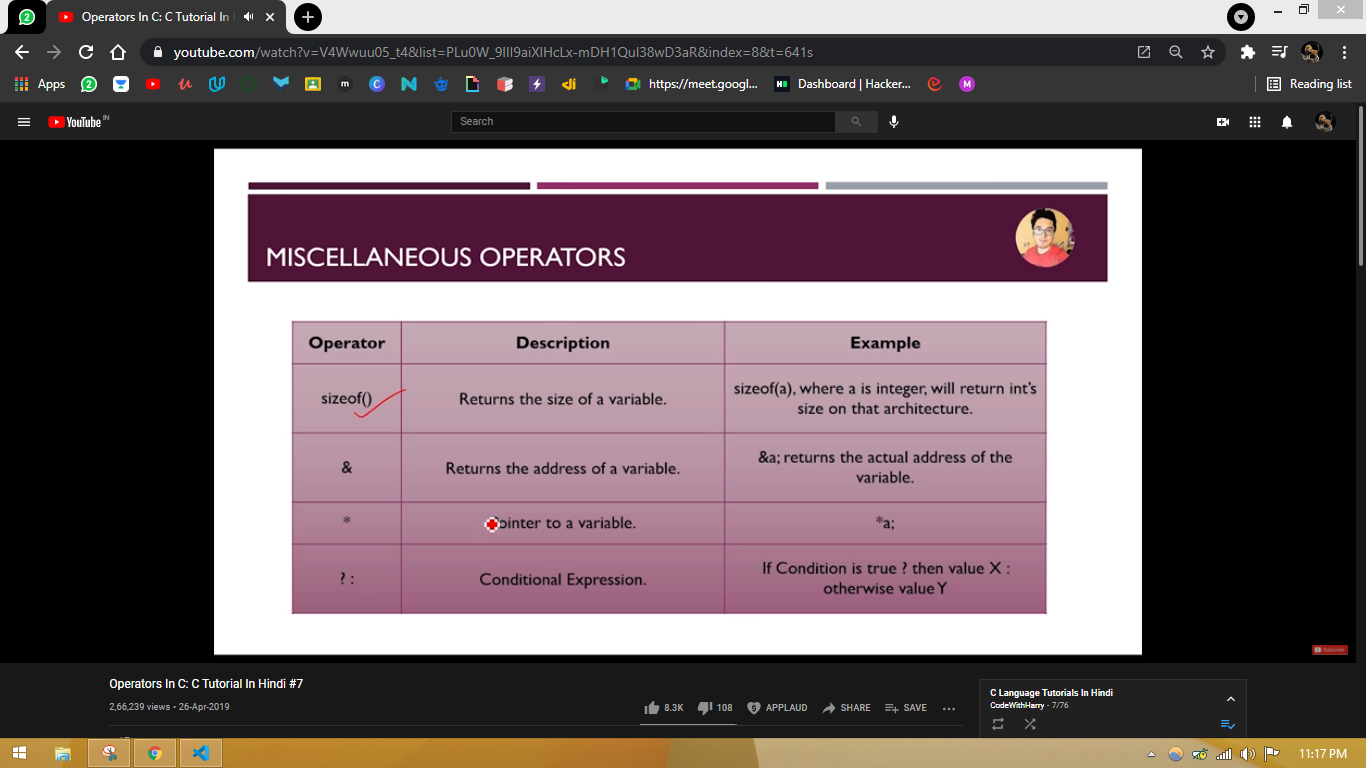 2
Operators In C: C Tutorial In
youtube.com/watch?v=V4Wwuu05_t4&list=PLu0W_9lII9aiXlHcLx-mDH1Qul38wD3aR&index=8&t=641s
Apps
https://meet.googl...
Dashboard | Hacker...
Reading list
YouTube IN
Search
MISCELLANEOUS OPERATORS
Operator Description Example
sizeof() Returns the size of a variable. sizeof(a), where a is integer, will return int's
size on that architecture.
& Returns the address of a variable. &a; returns the actual address of the
variable.
* Pointer to a variable. *a;
? : Conditional Expression. If Condition is true ? then value X :
otherwise value Y
Subscribe
Operators In C: C Tutorial In Hindi #7
2,66,239 views • 26-Apr-2019
8.3K 108 APPLAUD SHARE SAVE
C Language Tutorials In Hindi
CodeWithHarry - 7/76
11:17 PM